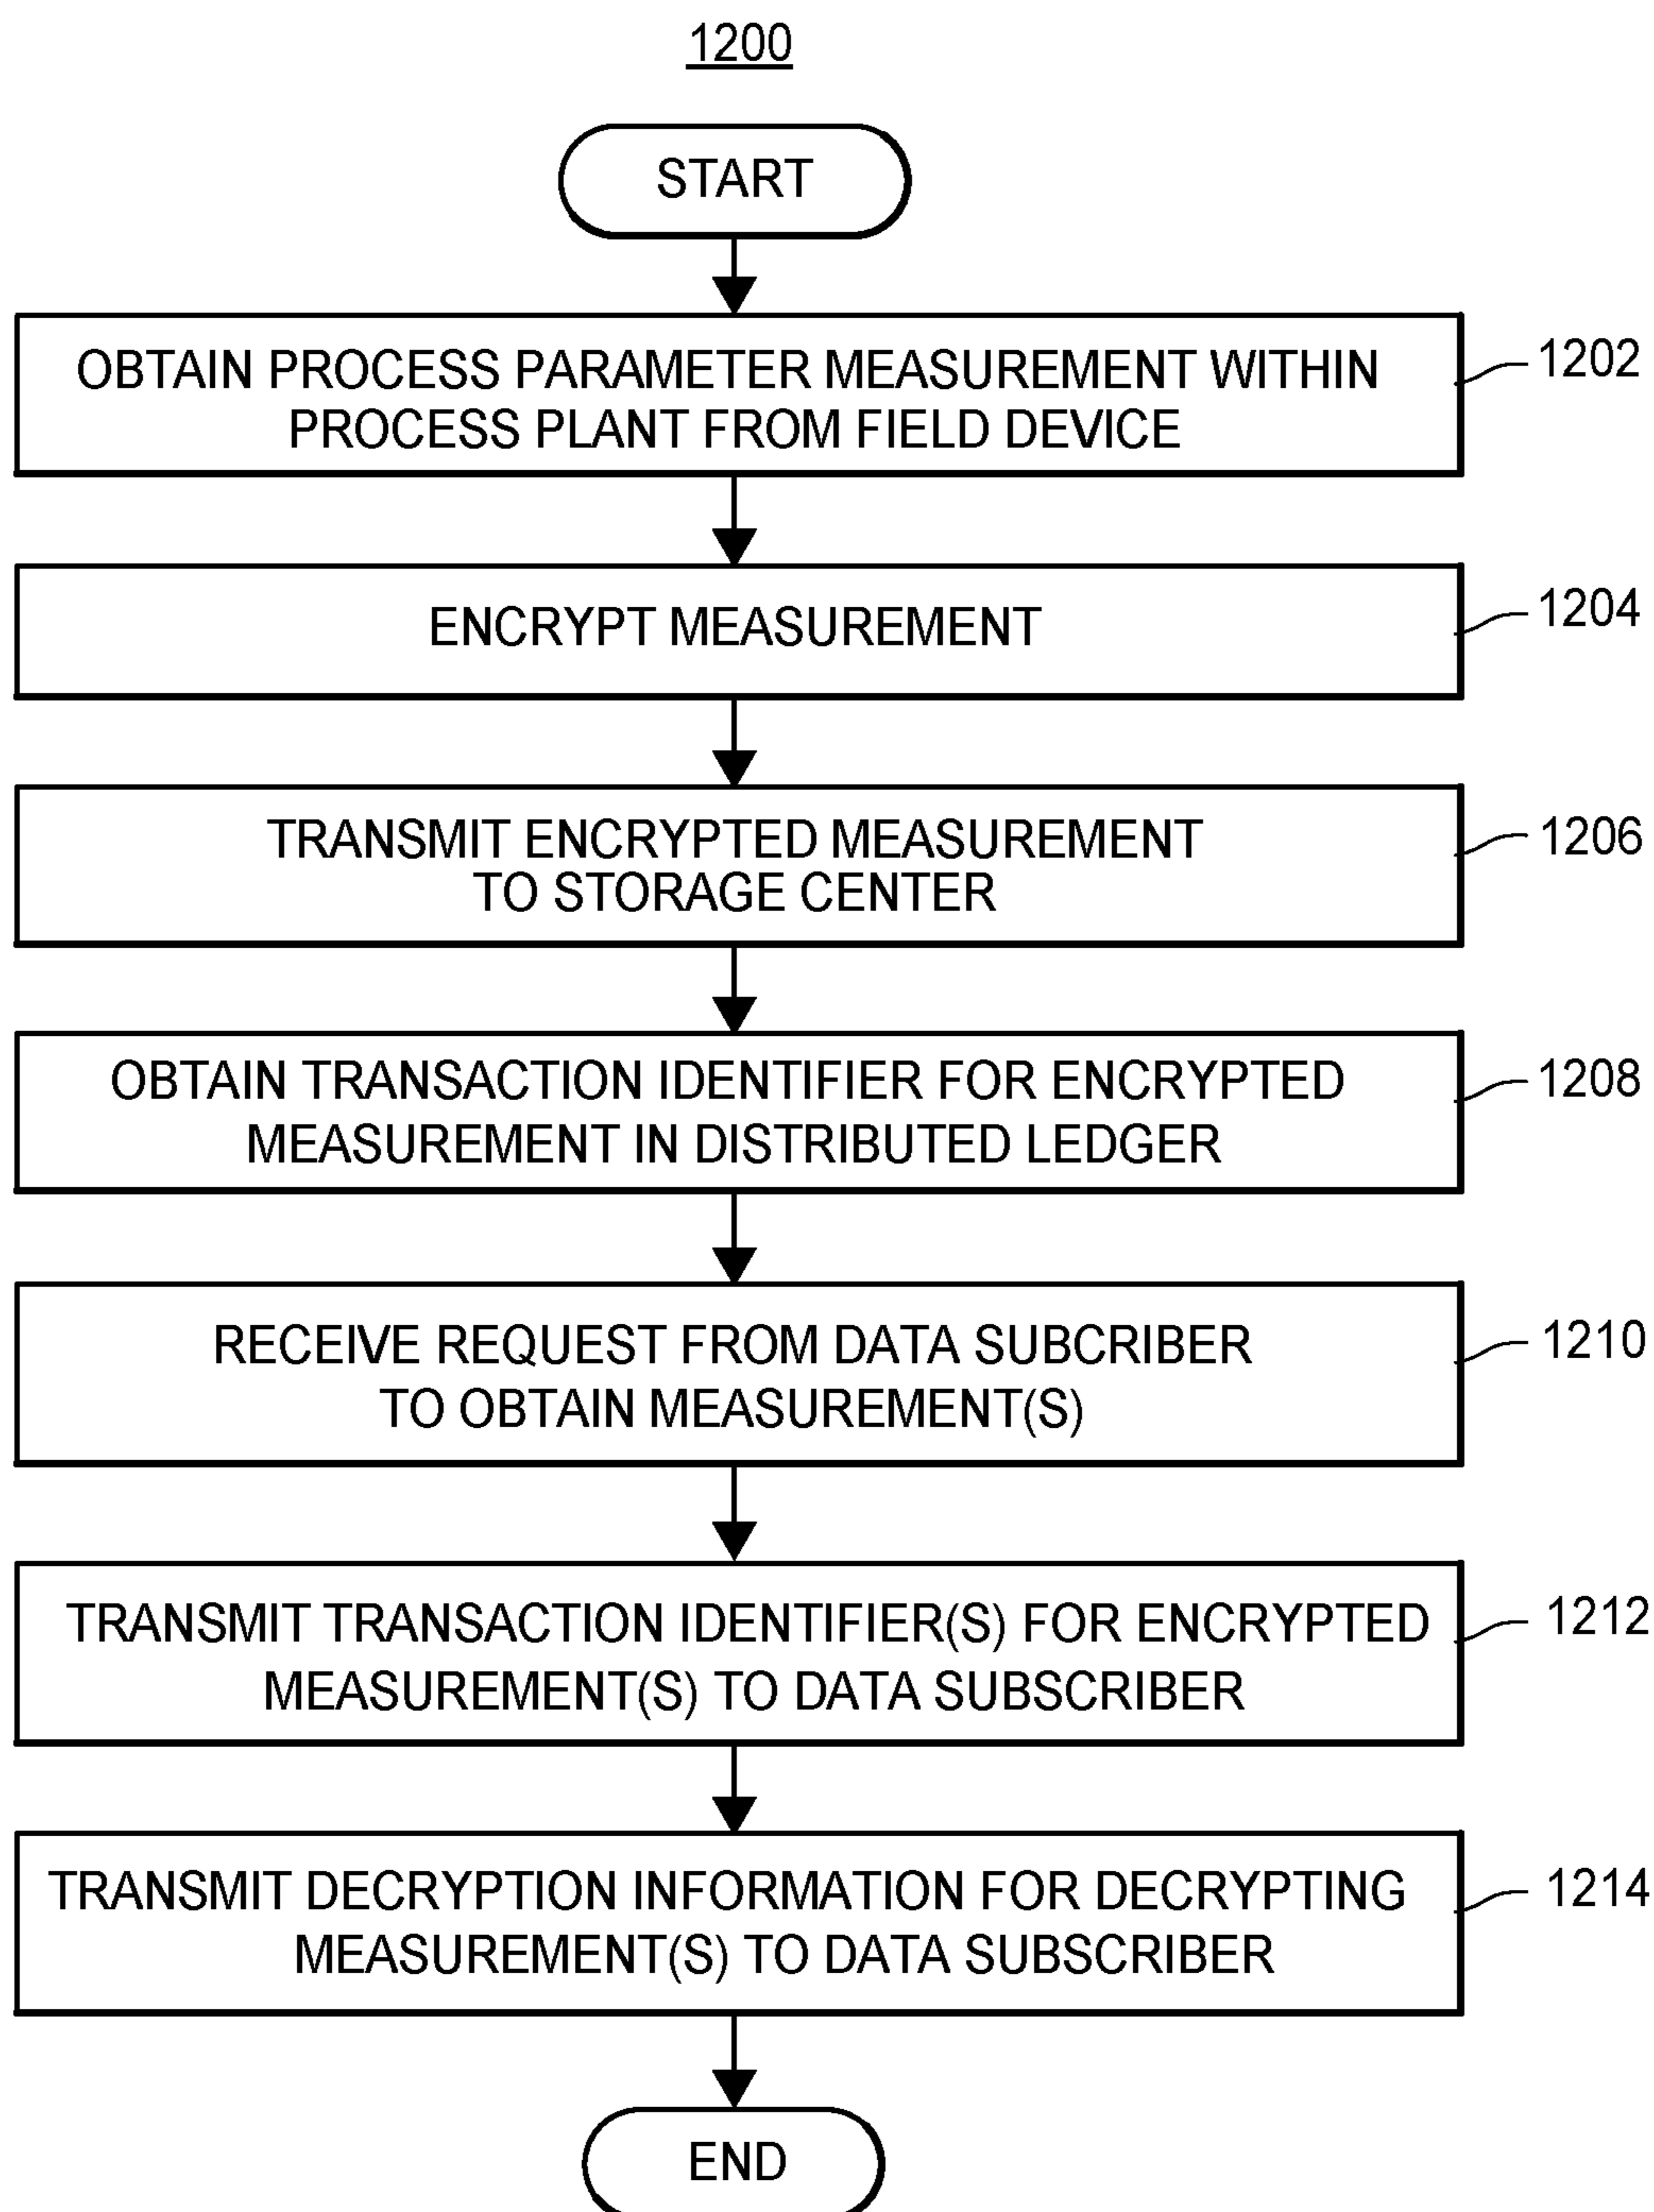 1200
START
OBTAIN PROCESS PARAMETER MEASUREMENT WITHIN
PROCESS PLANT FROM FIELD DEVICE
1202
ENCRYPT MEASUREMENT
1204
TRANSMIT ENCRYPTED MEASUREMENT
TO STORAGE CENTER
1206
OBTAIN TRANSACTION IDENTIFIER FOR ENCRYPTED
MEASUREMENT IN DISTRIBUTED LEDGER
1208
RECEIVE REQUEST FROM DATA SUBCRIBER
TO OBTAIN MEASUREMENT(S)
1210
TRANSMIT TRANSACTION IDENTIFIER(S) FOR ENCRYPTED
MEASUREMENT(S) TO DATA SUBSCRIBER
1212
TRANSMIT DECRYPTION INFORMATION FOR DECRYPTING
MEASUREMENT(S) TO DATA SUBSCRIBER
1214
END